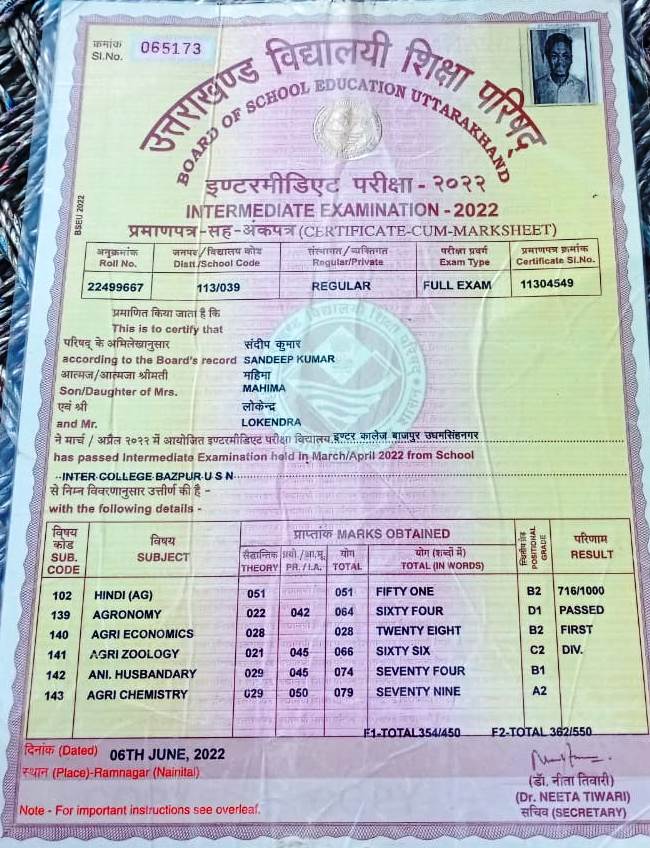 क्रमांक
Sl.No.
065173
उत्तराखण्ड विद्यालयी शिक्षा परिषद्
BOARD OF SCHOOL EDUCATION UTTARAKHAND
इण्टरमीडिएट परीक्षा - २०२२
INTERMEDIATE EXAMINATION - 2022
प्रमाणपत्र-सह-अंकपत्र (CERTIFICATE-CUM-MARKSHEET)
BSEU 2022
अनुक्रमांक जनपद/विद्यालय कोड संस्थागत/व्यक्तिगत परीक्षा प्रवर्ग प्रमाणपत्र क्रमांक
Roll No. Distt./School Code Regular/Private Exam Type Certificate Sl.No.
22499667 113/039 REGULAR FULL EXAM 11304549
प्रमाणित किया जाता है कि
This is to certify that
परिषद् के अभिलेखानुसार संदीप कुमार
according to the Board's record SANDEEP KUMAR
आत्मज/आत्मजा श्रीमती महिमा
Son/Daughter of Mrs. MAHIMA
एवं श्री लोकेन्द्र
and Mr. LOKENDRA
ने मार्च / अप्रैल २०२२ में आयोजित इण्टरमीडिएट परीक्षा विद्यालय इण्टर कालेज बाजपुर उधमसिंहनगर
has passed Intermediate Examination held in March/April 2022 from School
INTER COLLEGE BAZPUR U S N
से निम्न विवरणानुसार उत्तीर्ण की है -
with the following details -
विषय कोड SUB. CODE
विषय SUBJECT
प्राप्तांक MARKS OBTAINED
सैद्धान्तिक THEORY
PR. / I.A.
योग TOTAL
योग (शब्दों में) TOTAL (IN WORDS)
POSITIONAL GRADE
परिणाम RESULT
102 HINDI (AG) 051 051 FIFTY ONE B2 716/1000
139 AGRONOMY 022 042 064 SIXTY FOUR D1 PASSED
140 AGRI ECONOMICS 028 028 TWENTY EIGHT B2 FIRST
141 AGRI ZOOLOGY 021 045 066 SIXTY SIX C2 DIV.
142 ANI. HUSBANDARY 029 045 074 SEVENTY FOUR B1
143 AGRI CHEMISTRY 029 050 079 SEVENTY NINE A2
F1-TOTAL354/450 F2-TOTAL 362/550
दिनांक (Dated) 06TH JUNE, 2022
स्थान (Place)-Ramnagar (Nainital)
(डॉ. नीता तिवारी)
(Dr. NEETA TIWARI)
सचिव (SECRETARY)
Note - For important instructions see overleaf.